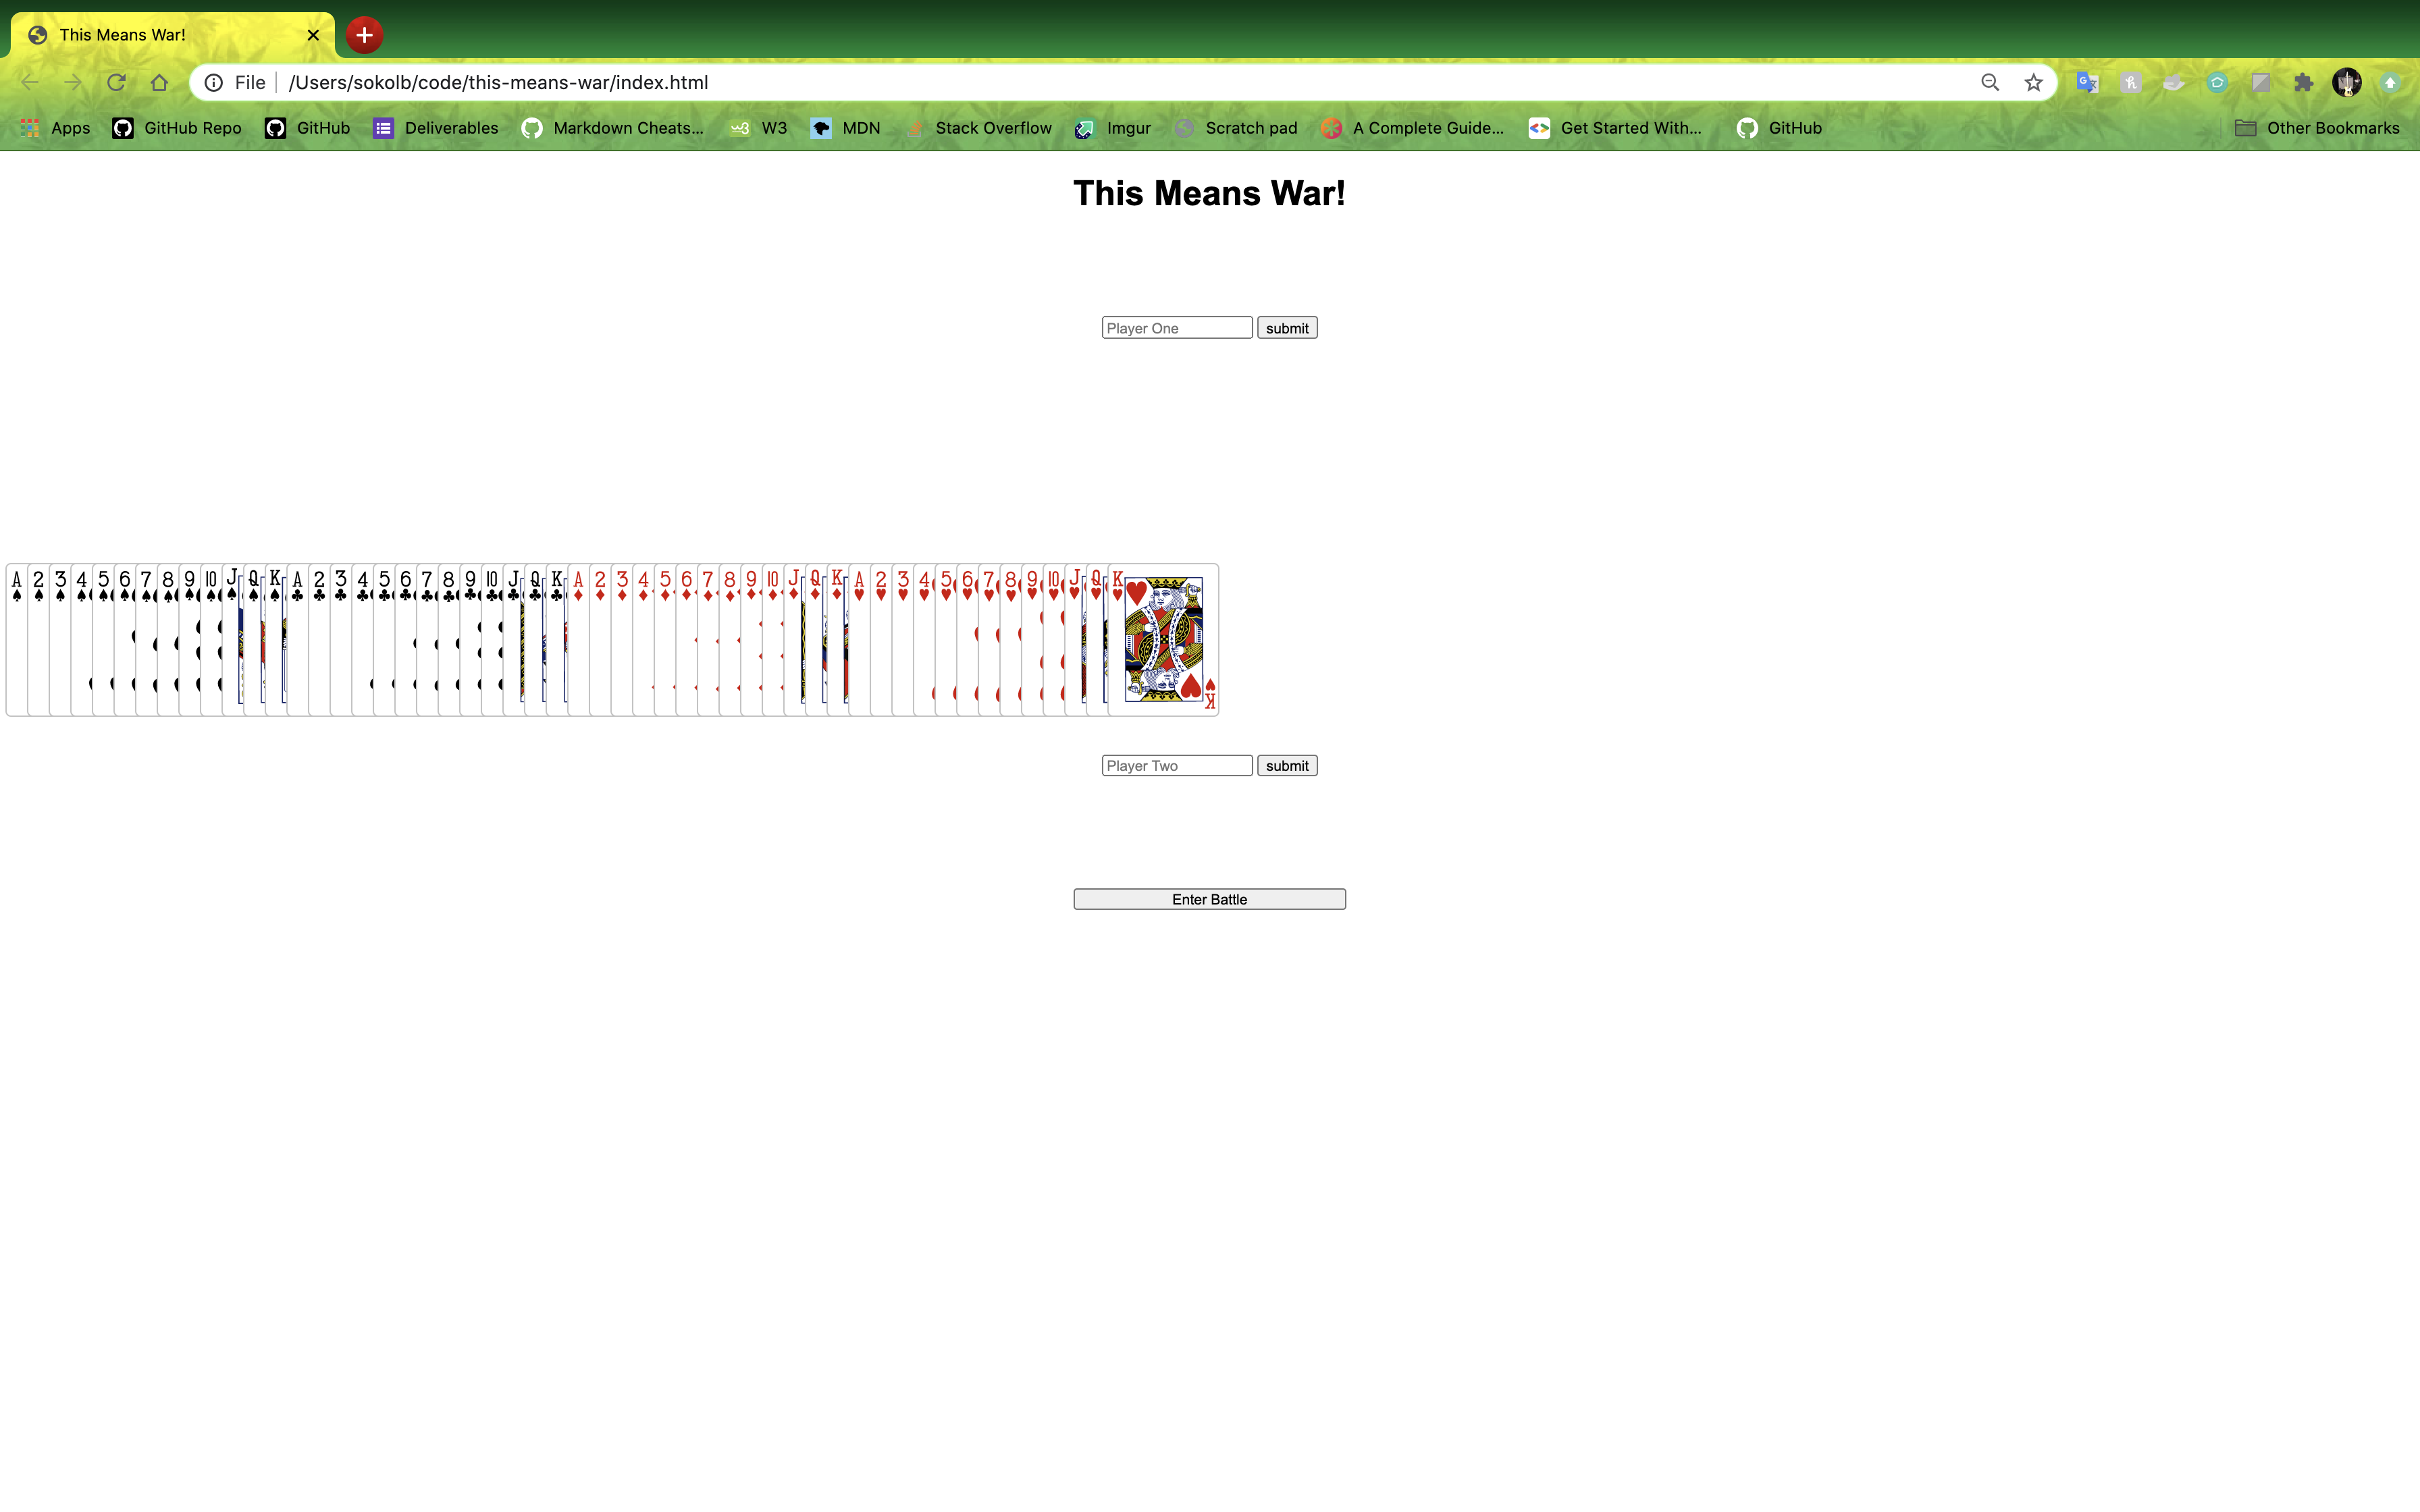 This Means War!
File /Users/sokolb/code/this-means-war/index.html
Apps GitHub Repo GitHub Deliverables Markdown Cheats... W3 MDN Stack Overflow Imgur Scratch pad A Complete Guide... Get Started With... GitHub Other Bookmarks
This Means War!
Player One submit
A 2 3 4 5 6 7 8 9 10 J Q K A 2 3 4 5 6 7 8 9 10 J Q K A 2 3 4 5 6 7 8 9 10 J Q K A 2 3 4 5 6 7 8 9 10 J Q K
K
Player Two submit
Enter Battle